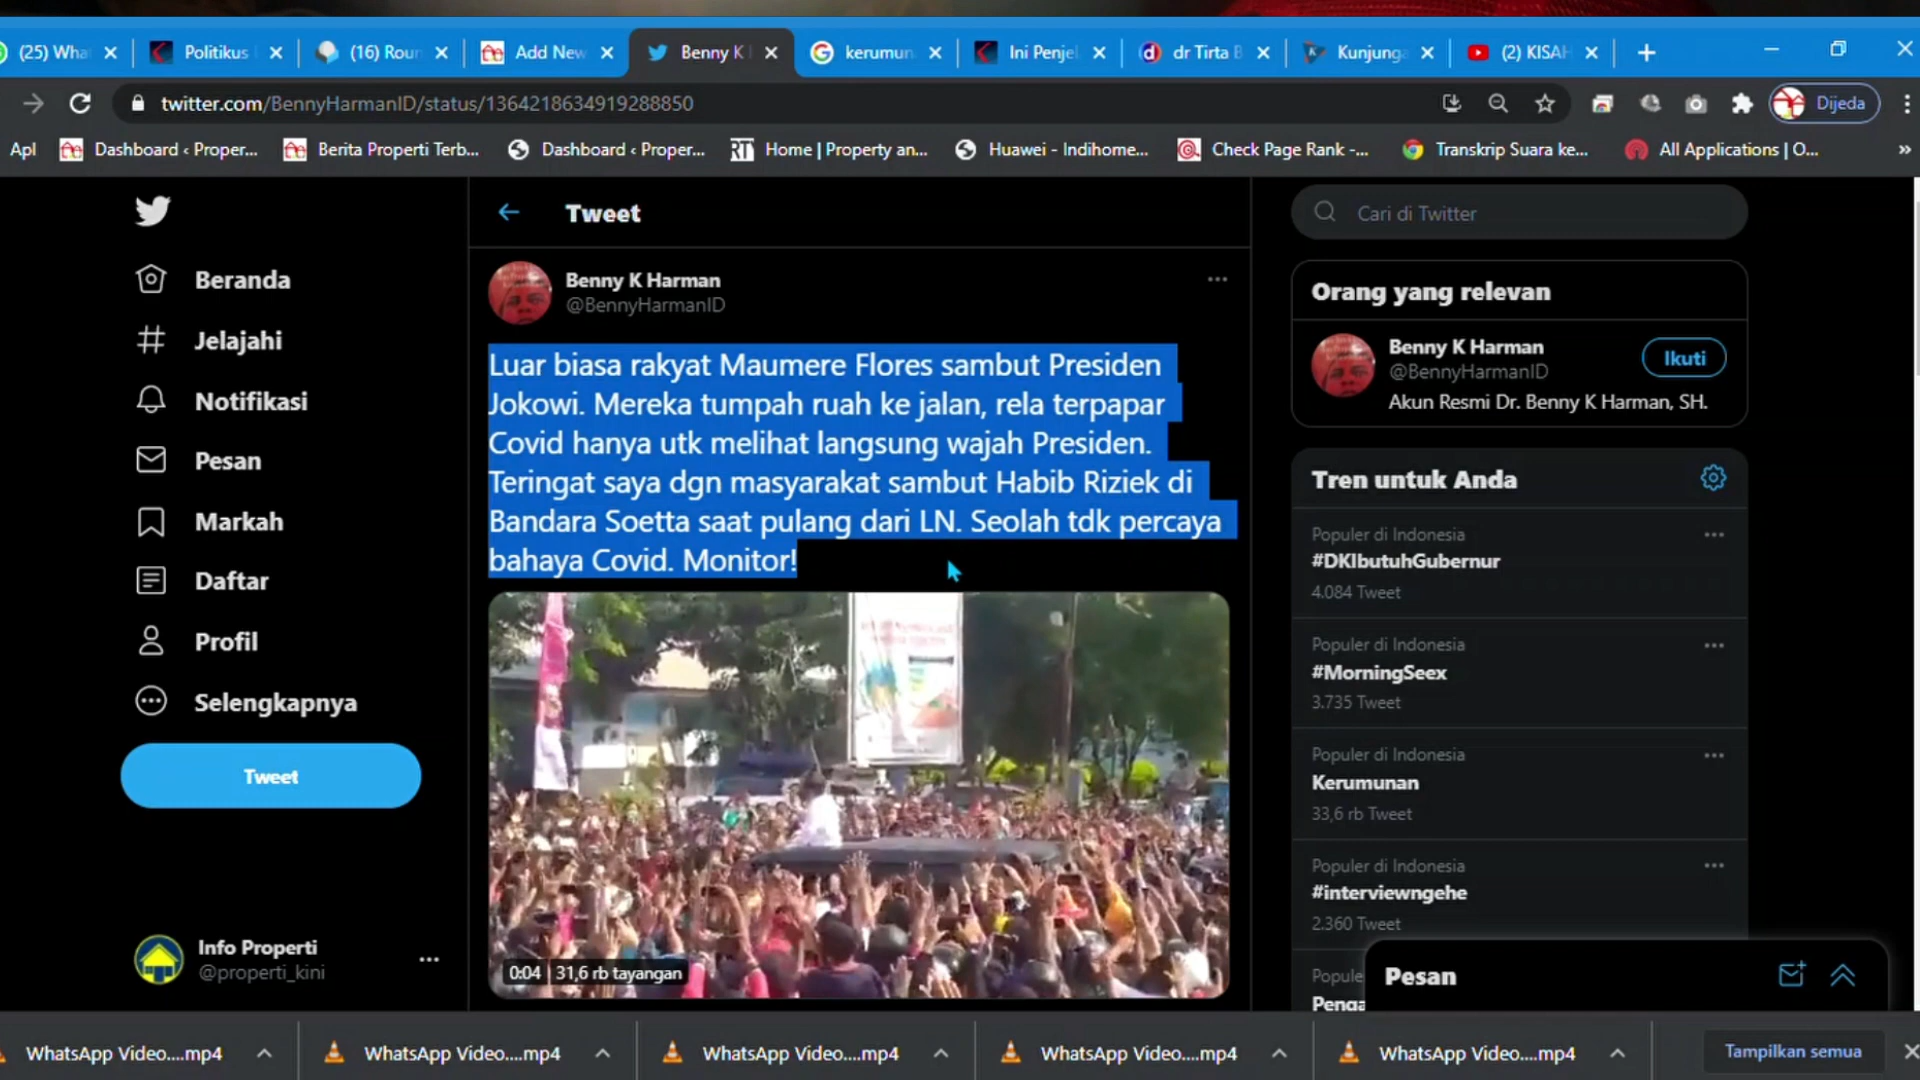 (25) Wha
Politikus
(16) Roun
Add New
Benny K
kerumun
Ini Penjel
dr Tirta B
Kunjunga
(2) KISAH
twitter.com/BennyHarmanID/status/1364218634919288850
Dijeda
Apl
Dashboard ‹ Proper...
Berita Properti Terb...
Dashboard ‹ Proper...
Home | Property an...
Huawei - Indihome...
Check Page Rank -...
Transkrip Suara ke...
All Applications | O...
Beranda
Jelajahi
Notifikasi
Pesan
Markah
Daftar
Profil
Selengkapnya
Tweet
Info Properti
@properti_kini
Tweet
Benny K Harman
@BennyHarmanID
Luar biasa rakyat Maumere Flores sambut Presiden
Jokowi. Mereka tumpah ruah ke jalan, rela terpapar
Covid hanya utk melihat langsung wajah Presiden.
Teringat saya dgn masyarakat sambut Habib Riziek di
Bandara Soetta saat pulang dari LN. Seolah tdk percaya
bahaya Covid. Monitor!
0:04 31,6 rb tayangan
Cari di Twitter
Orang yang relevan
Benny K Harman
@BennyHarmanID
Ikuti
Akun Resmi Dr. Benny K Harman, SH.
Tren untuk Anda
Populer di Indonesia
#DKIbutuhGubernur
4.084 Tweet
Populer di Indonesia
#MorningSeex
3.735 Tweet
Populer di Indonesia
Kerumunan
33,6 rb Tweet
Populer di Indonesia
#interviewngehe
2.360 Tweet
Popule
Penga
Pesan
WhatsApp Video....mp4
WhatsApp Video....mp4
WhatsApp Video....mp4
WhatsApp Video....mp4
WhatsApp Video....mp4
Tampilkan semua